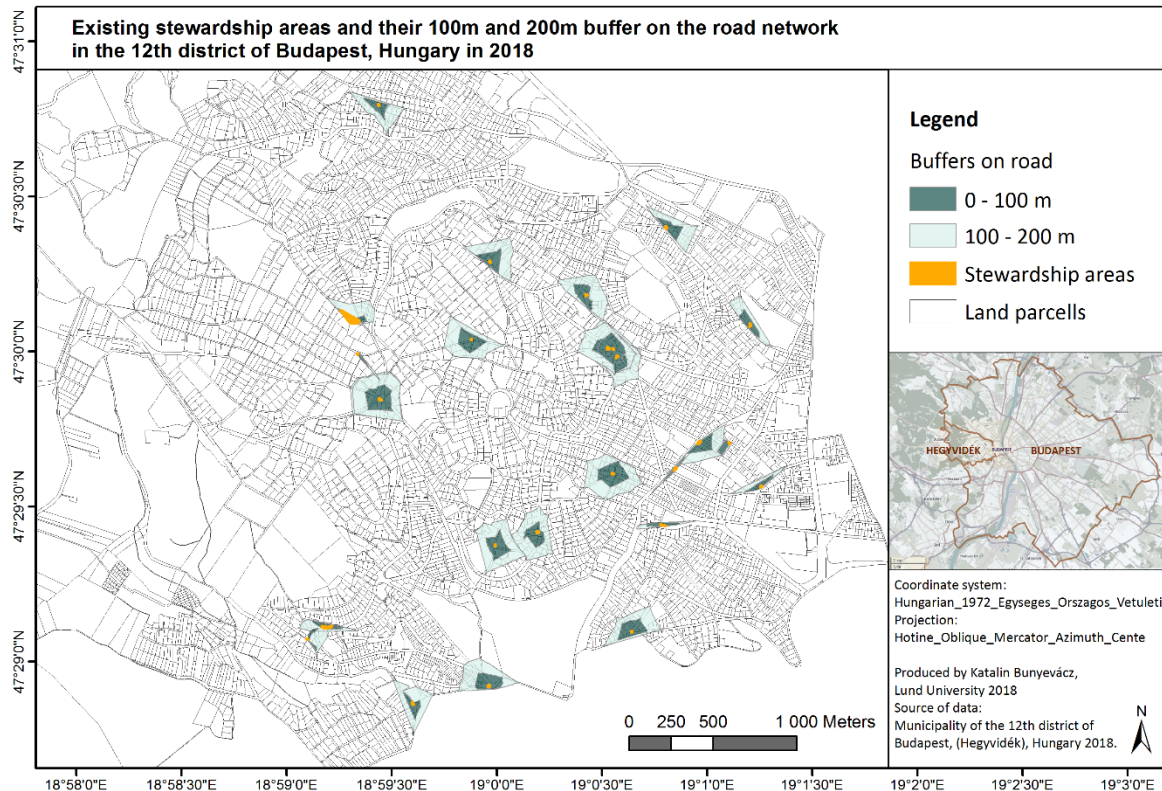 Existing stewardship areas and their 100m and 200m buffer on the road network
in the 12th district of Budapest, Hungary in 2018
47°31'0"N
47°30'30"N
47°30'0"N
47°29'30"N
47°29'0"N
Legend
Buffers on road
0 - 100 m
100 - 200 m
Stewardship areas
Land parcells
HEGYVIDÉK
BUDAPEST
BUDAPEST
Coordinate system:
Hungarian_1972_Egyseges_Orszagos_Vetuleti
Projection:
Hotine_Oblique_Mercator_Azimuth_Cente
Produced by Katalin Bunyevácz,
Lund University 2018
Source of data:
Municipality of the 12th district of
Budapest, (Hegyvidék), Hungary 2018.
N
0 250 500 1 000 Meters
18°58'0"E 18°58'30"E 18°59'0"E 18°59'30"E 19°0'0"E 19°0'30"E 19°1'0"E 19°1'30"E 19°2'0"E 19°2'30"E 19°3'0"E